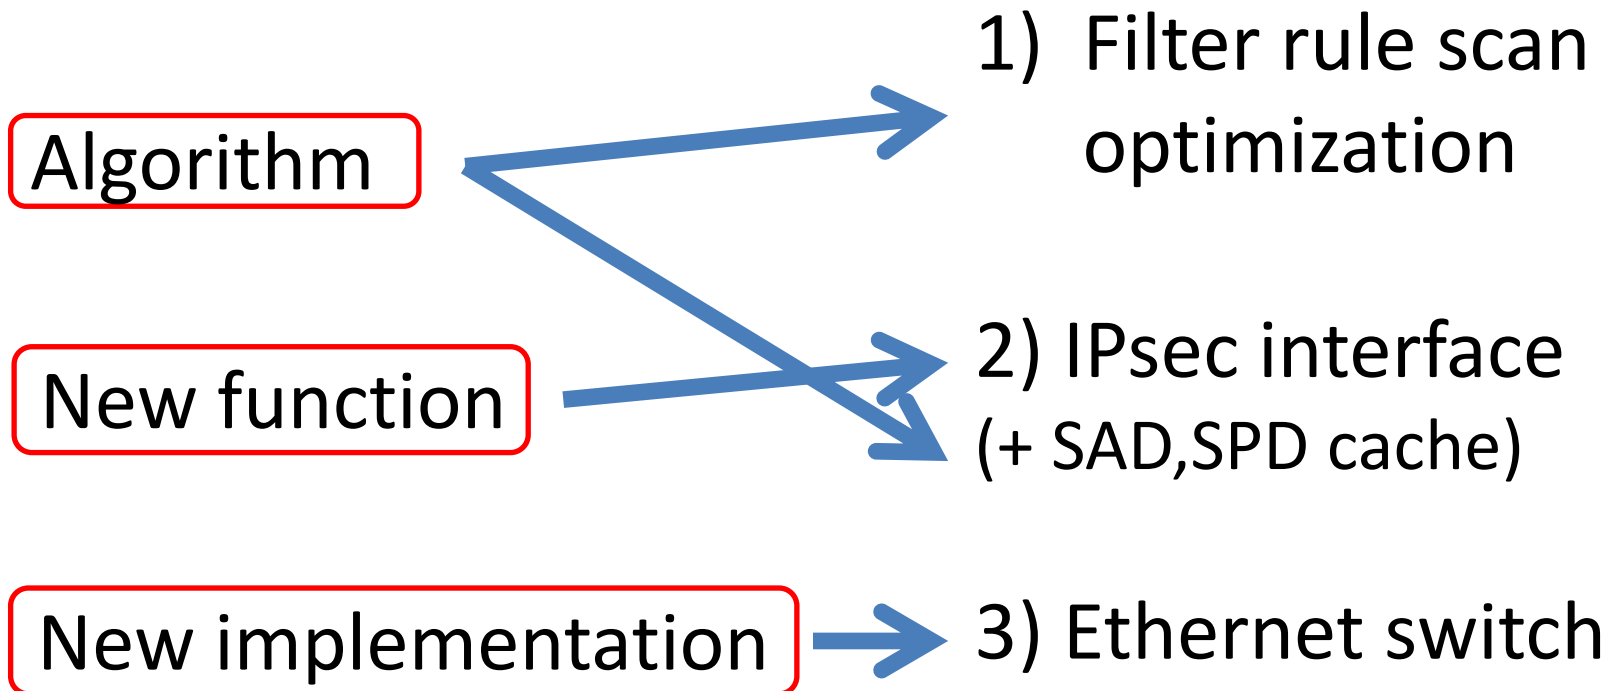 Algorithm
New function
New implementation
1) Filter rule scan
optimization
2) IPsec interface
(+ SAD,SPD cache)
3) Ethernet switch